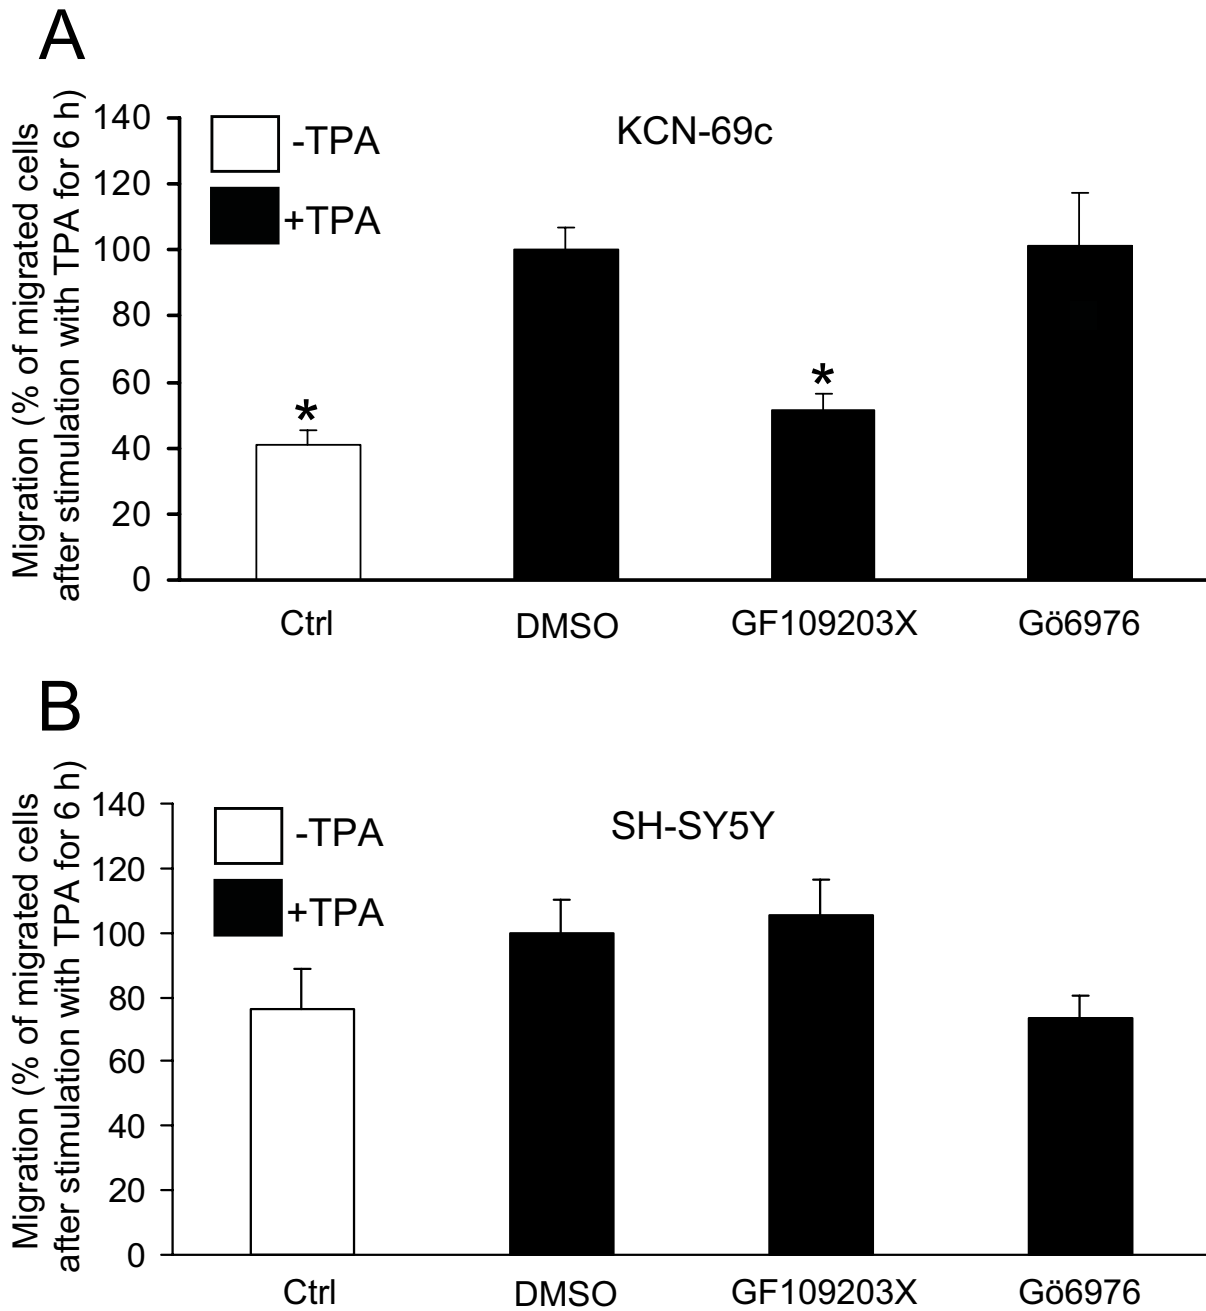 A
Migration (% of migrated cells
after stimulation with TPA for 6 h)
140
120
100
80
60
40
20
0
-TPA
+TPA
KCN-69c
*
*
Ctrl
DMSO
GF109203X
Gö6976
B
Migration (% of migrated cells
after stimulation with TPA for 6 h)
140
120
100
80
60
40
20
0
-TPA
+TPA
SH-SY5Y
Ctrl
DMSO
GF109203X
Gö6976